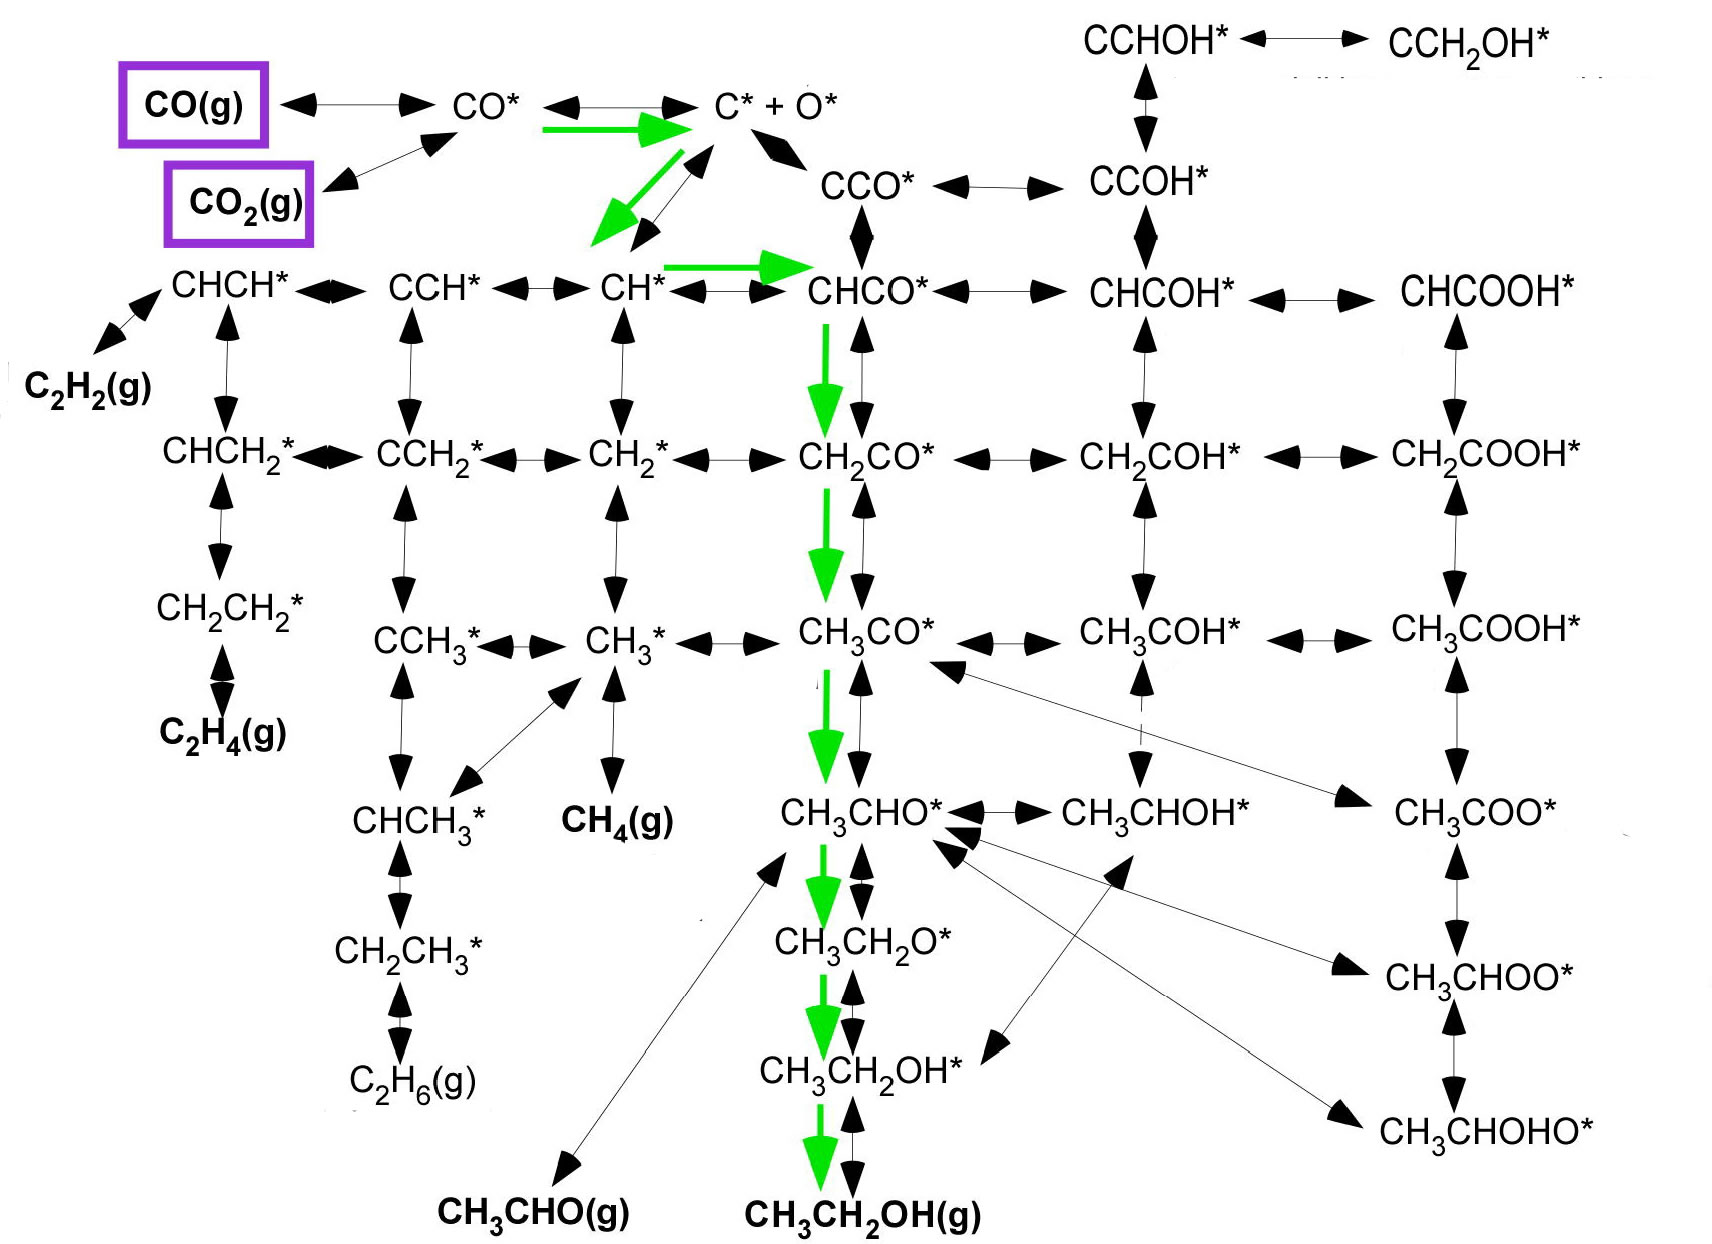 CCHOH* CCH₂OH*
CO(g) CO* C* + O*
CO₂(g) CCO* CCOH*
CHCH* CCH* CH* CHCO* CHCOH* CHCOOH*
C₂H₂(g)
CHCH₂* CCH₂* CH₂* CH₂CO* CH₂COH* CH₂COOH*
CH₂CH₂*
CCH₃* CH₃* CH₃CO* CH₃COH* CH₃COOH*
C₂H₄(g)
CHCH₃* CH₄(g) CH₃CHO* CH₃CHOH* CH₃COO*
CH₂CH₃* CH₃CH₂O* CH₃CHOO*
C₂H₆(g) CH₃CH₂OH* CH₃CHOHO*
CH₃CHO(g) CH₃CH₂OH(g)